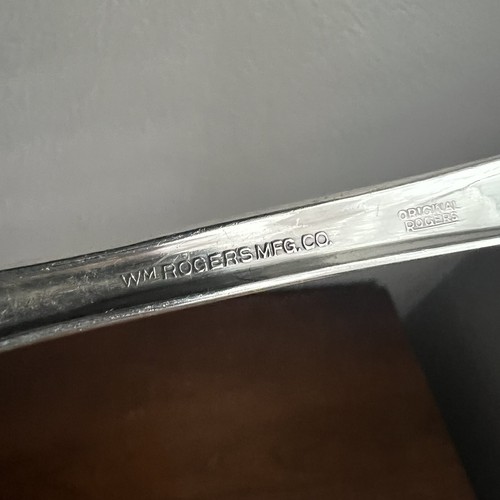 WM. ROGERS MFG. CO.
ORIGINAL
ROGERS